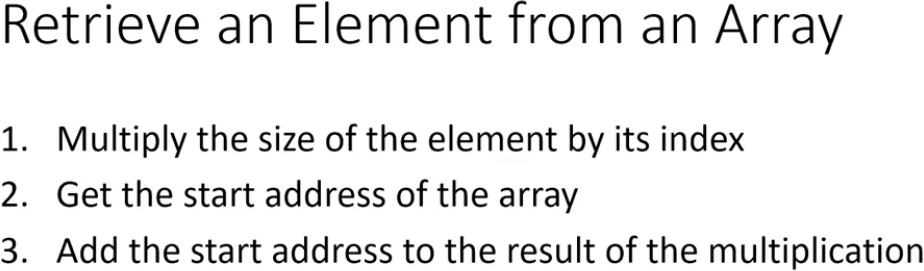 Retrieve an Element from an Array
1. Multiply the size of the element by its index
2. Get the start address of the array
3. Add the start address to the result of the multiplication